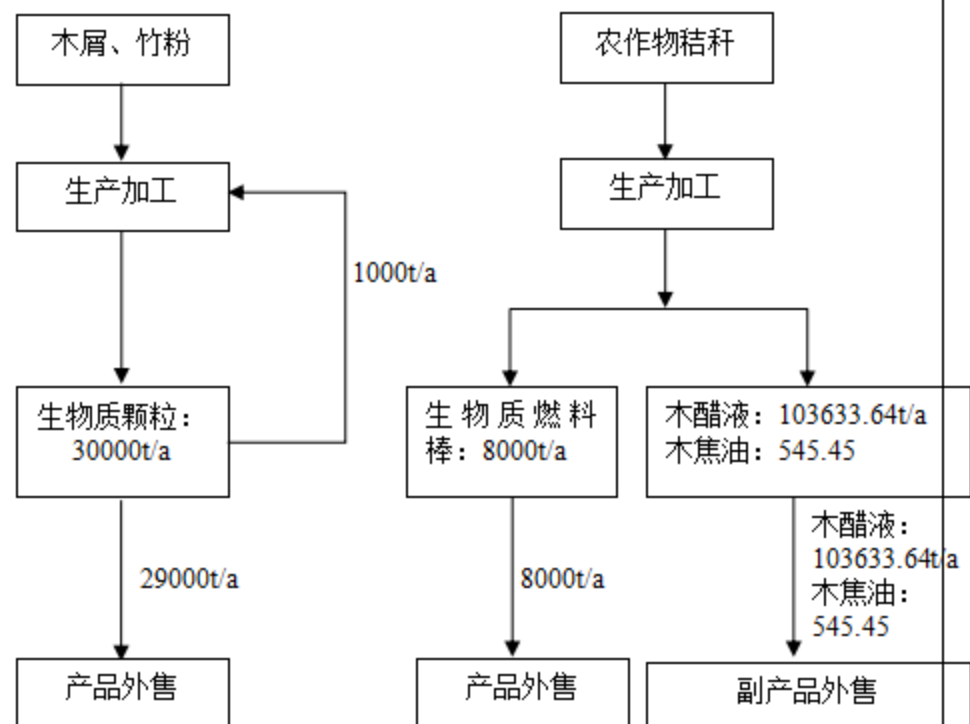 木屑、竹粉
农作物秸秆
生产加工
生产加工
1000t/a
生物质颗粒：
30000t/a
生物质燃料
棒：8000t/a
木醋液：103633.64t/a
木焦油：545.45
29000t/a
8000t/a
木醋液：
103633.64t/a
木焦油：
545.45
产品外售
产品外售
副产品外售